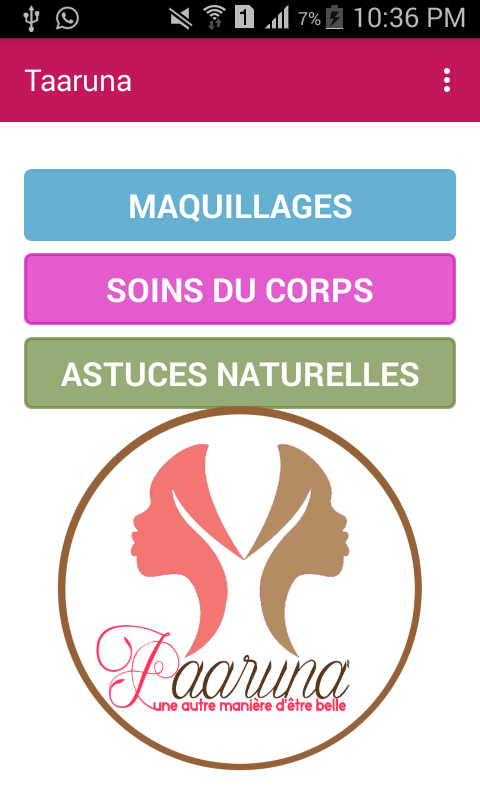 1 7% 10:36 PM
Taaruna
MAQUILLAGES
SOINS DU CORPS
ASTUCES NATURELLES
Taaruna
une autre manière d'être belle